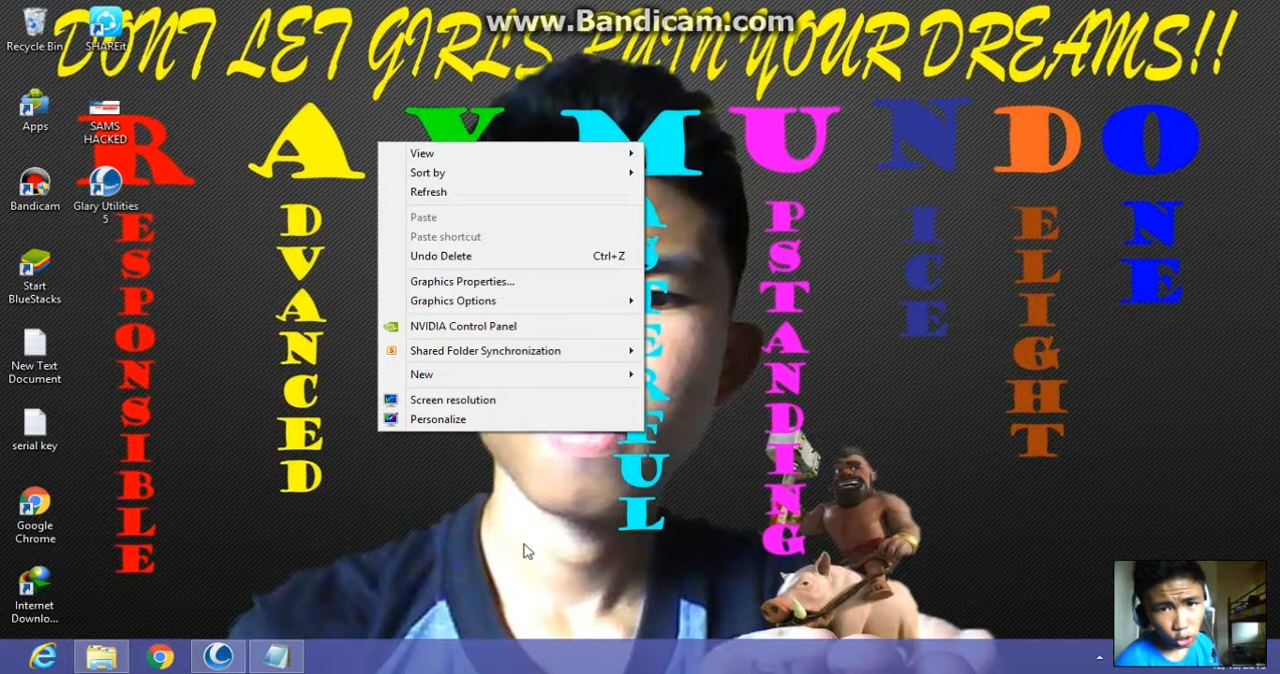 www.Bandicam.com
DONT LET GIRLS RUIN YOUR DREAMS!!
Recycle Bin
SHAREit
Apps
SAMS
HACKED
Bandicam
Glary Utilities
5
Start
BlueStacks
New Text
Document
serial key
Google
Chrome
Internet
Downlo...
R
ESPONSIBLE
A
DVANCED
Y
M
ASTERFUL
U
PSTANDING
N
ICE
D
ELIGHT
O
NE
View
Sort by
Refresh
Paste
Paste shortcut
Undo Delete Ctrl+Z
Graphics Properties...
Graphics Options
NVIDIA Control Panel
Shared Folder Synchronization
New
Screen resolution
Personalize